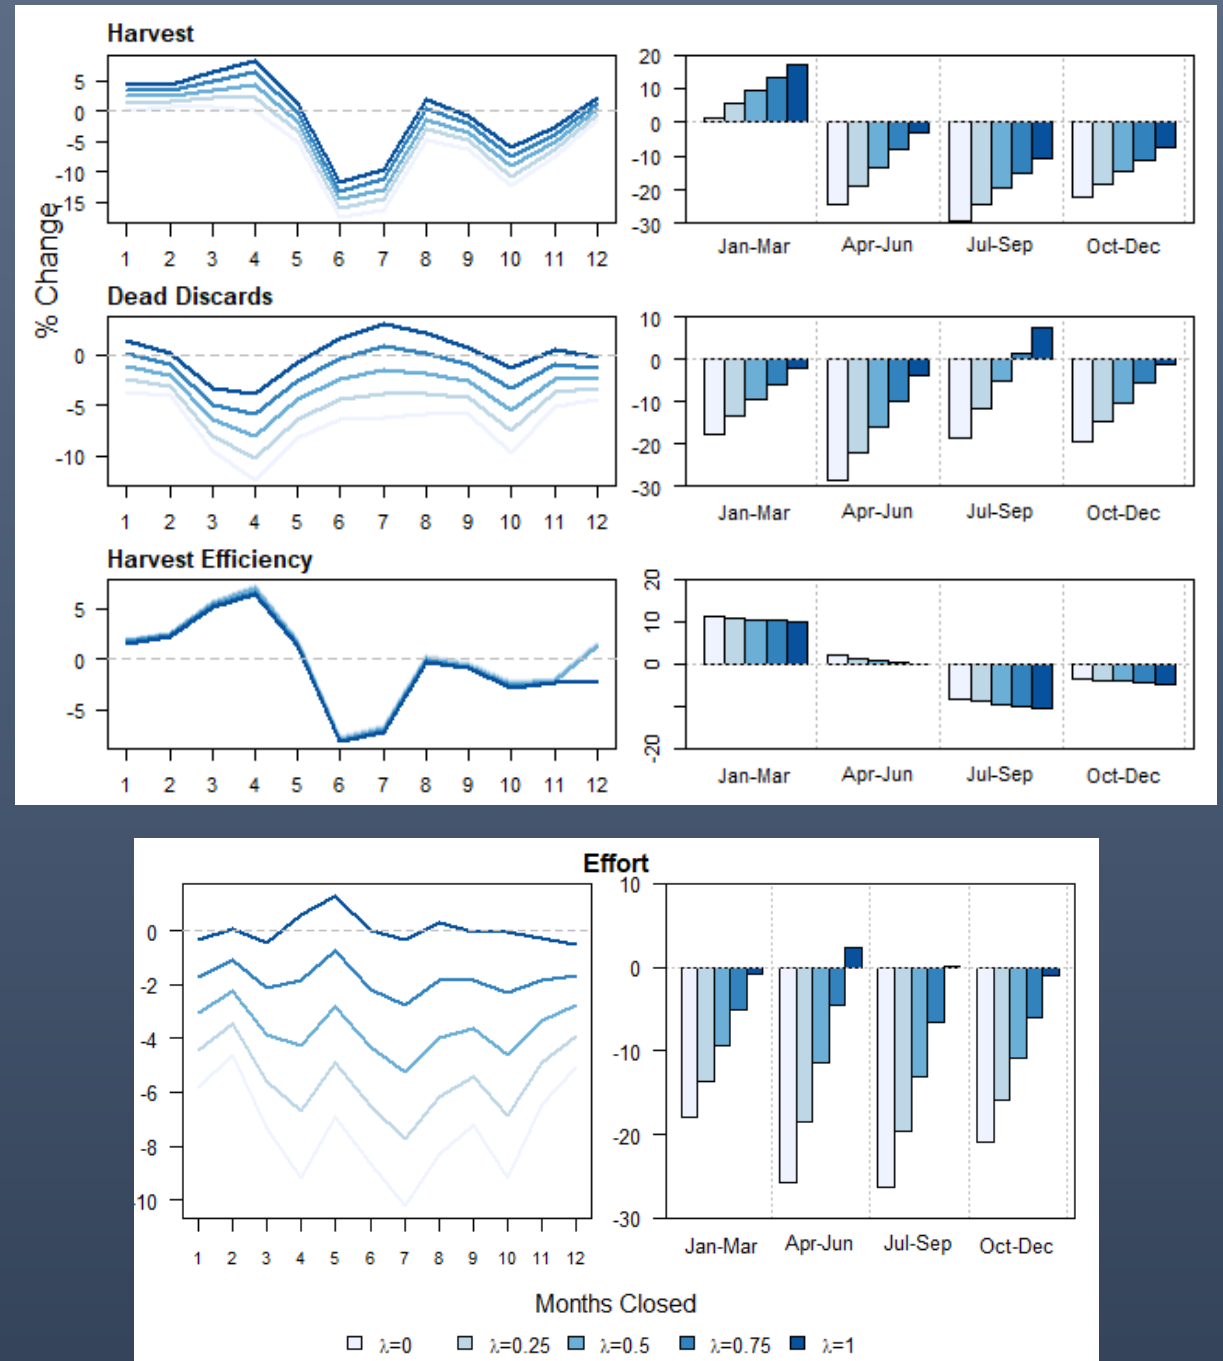 Harvest
% Change
5
0
-5
-10
-15
1 2 3 4 5 6 7 8 9 10 11 12
20
10
0
-10
-20
-30
Jan-Mar Apr-Jun Jul-Sep Oct-Dec
Dead Discards
0
-5
-10
1 2 3 4 5 6 7 8 9 10 11 12
10
0
-10
-20
-30
Jan-Mar Apr-Jun Jul-Sep Oct-Dec
Harvest Efficiency
5
0
-5
1 2 3 4 5 6 7 8 9 10 11 12
20
10
0
-20
Jan-Mar Apr-Jun Jul-Sep Oct-Dec
Effort
0
-2
-4
-6
-8
10
1 2 3 4 5 6 7 8 9 10 11 12
10
0
-10
-20
-30
Jan-Mar Apr-Jun Jul-Sep Oct-Dec
Months Closed
λ=0 λ=0.25 λ=0.5 λ=0.75 λ=1